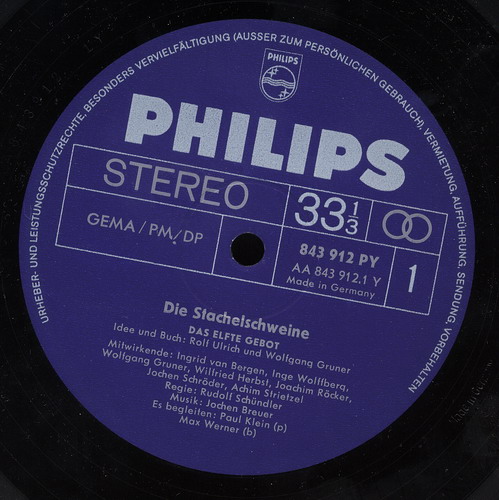 URHEBER- UND LEISTUNGSSCHUTZRECHTE, BESONDERS VERVIELFÄLTIGUNG (AUSSER ZUM PERSÖNLICHEN GEBRAUCH), VERMIETUNG, AUFFÜHRUNG, SENDUNG, VORBEHALTEN
PHILIPS
PHILIPS
STEREO
33 1/3
GEMA/PM/DP
843 912 PY
AA 843 912.1 Y
Made in Germany
1
Die Stachelschweine
DAS ELFTE GEBOT
Idee und Buch: Rolf Ulrich und Wolfgang Gruner
Mitwirkende: Ingrid van Bergen, Inge Wolffberg,
Wolfgang Gruner, Wilfried Herbst, Joachim Röcker,
Jochen Schröder, Achim Strietzel
Regie: Rudolf Schündler
Musik: Jochen Breuer
Es begleiten: Paul Klein (p)
Max Werner (b)